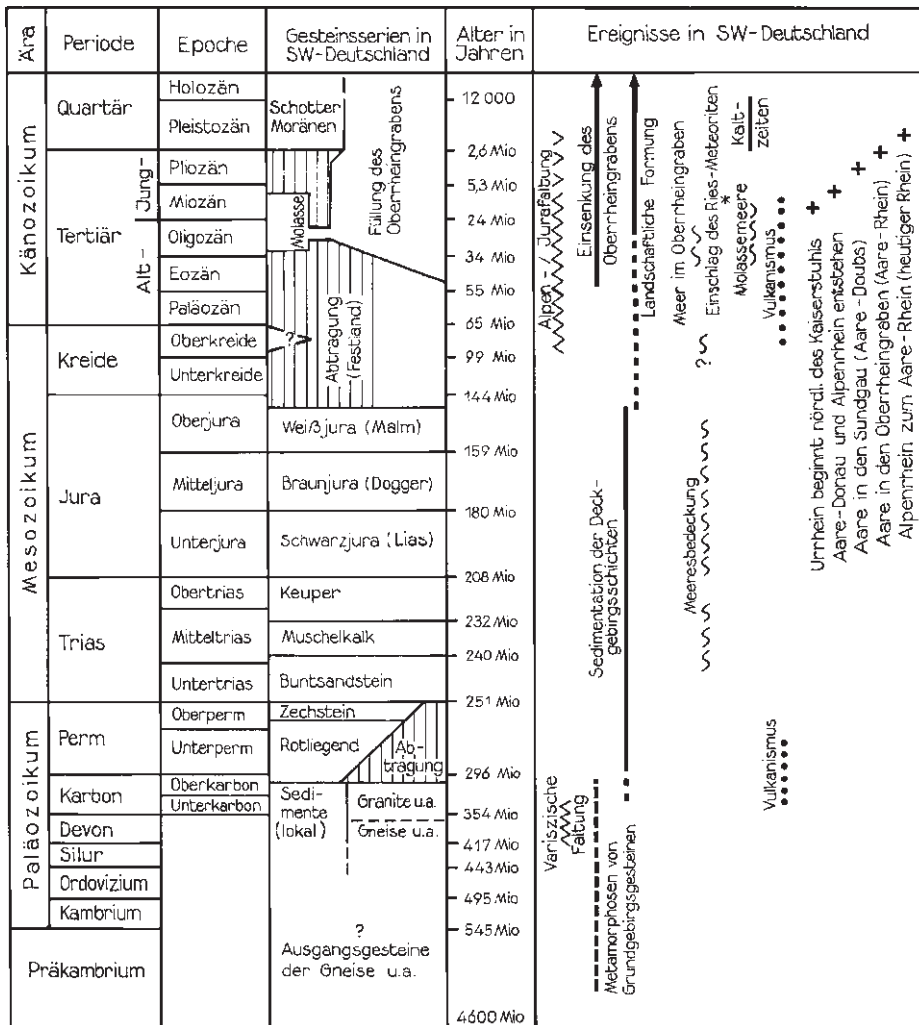 Ära
Periode
Epoche
Gesteinsserien in
SW-Deutschland
Alter in
Jahren
Ereignisse in SW-Deutschland
Känozoikum
Quartär
Holozän
Pleistozän
Schotter
Moränen
12 000
2,6 Mio
Tertiär
Jung-
Alt-
Pliozän
Miozän
Oligozän
Eozän
Paläozän
Molasse
Füllung des
Oberrheingrabens
5,3 Mio
24 Mio
34 Mio
55 Mio
65 Mio
Mesozoikum
Kreide
Oberkreide
Unterkreide
?
Abtragung
(Festland)
99 Mio
144 Mio
Jura
Oberjura
Weißjura (Malm)
159 Mio
Mitteljura
Braunjura (Dogger)
180 Mio
Unterjura
Schwarzjura (Lias)
208 Mio
Trias
Obertrias
Keuper
232 Mio
Mitteltrias
Muschelkalk
240 Mio
Untertrias
Buntsandstein
251 Mio
Paläozoikum
Perm
Oberperm
Zechstein
Unterperm
Rotliegend
Ab-
tragung
296 Mio
Karbon
Oberkarbon
Unterkarbon
Sedi-
mente
(lokal)
Granite u.a.
Gneise u.a.
354 Mio
Devon
417 Mio
Silur
443 Mio
Ordovizium
495 Mio
Kambrium
545 Mio
Präkambrium
?
Ausgangsgesteine
der Gneise u.a.
4600 Mio
Alpen-/Jurafaltung
Einsenkung des
Oberrheingrabens
Landschaftliche Formung
Meer im Oberrheingraben
Einschlag des Ries-Meteoriten
*
Molassemeere
Kalt-
zeiten
Vulkanismus
Urrhein beginnt nördl. des Kaiserstuhls
Aare-Donau und Alpenrhein entstehen
Aare in den Sundgau (Aare-Doubs)
Aare in den Oberrheingraben (Aare-Rhein)
Alpenrhein zum Aare-Rhein (heutiger Rhein)
?
Meeresbedeckung
Sedimentation der Deck-
gebirgsschichten
Vulkanismus
Variszische
Faltung
Metamorphosen von
Grundgebirgsgesteinen